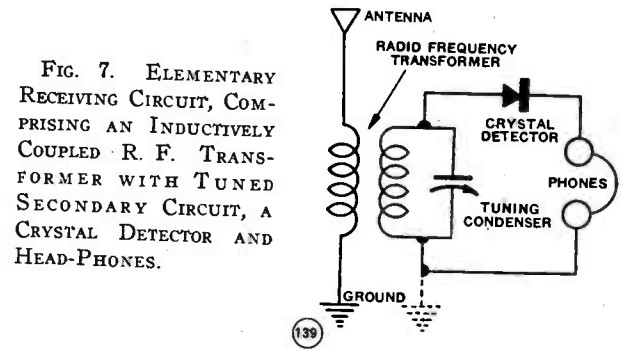 FIG. 7. ELEMENTARY
RECEIVING CIRCUIT, COM-
PRISING AN INDUCTIVELY
COUPLED R. F. TRANS-
FORMER WITH TUNED
SECONDARY CIRCUIT, A
CRYSTAL DETECTOR AND
HEAD-PHONES.
ANTENNA
RADIO FREQUENCY
TRANSFORMER
CRYSTAL
DETECTOR
PHONES
TUNING
CONDENSER
GROUND
139